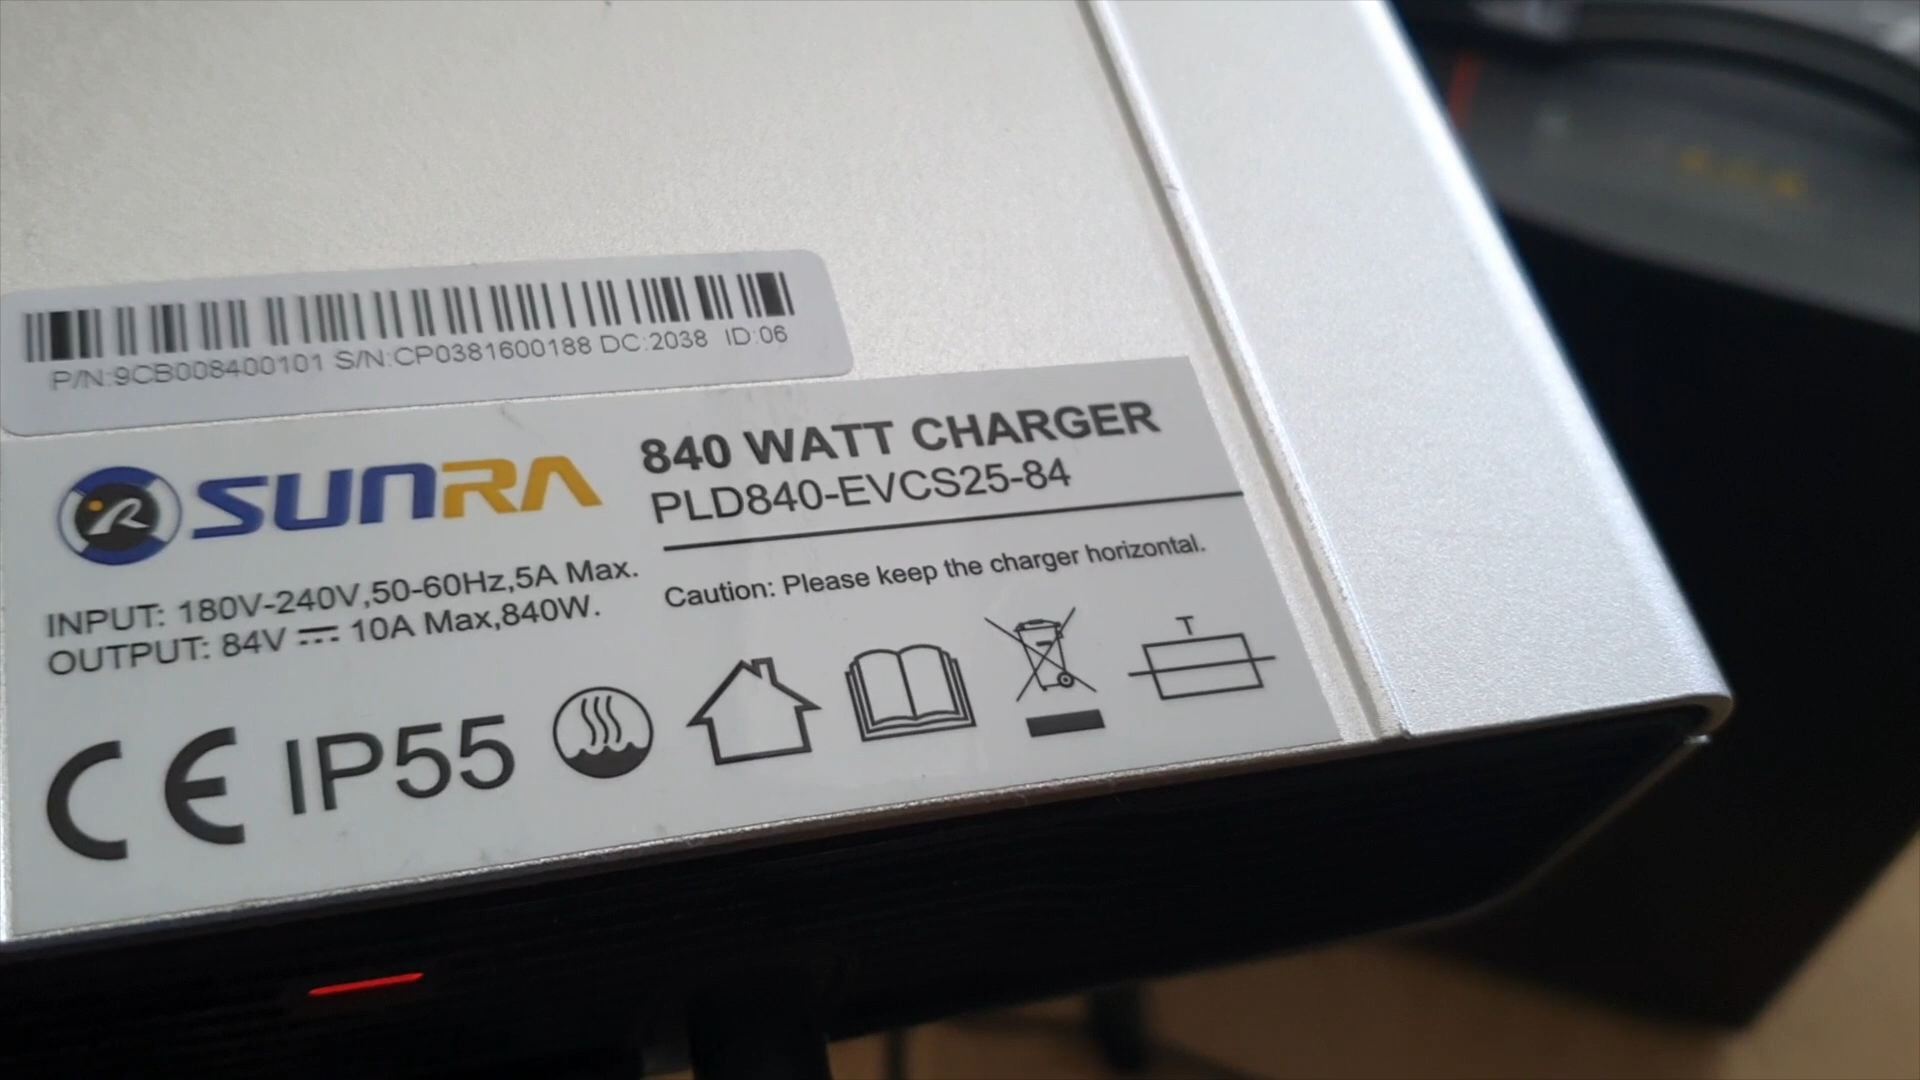 P/N:9CB008400101 S/N:CP0381600188 DC:2038 ID:06
SUNRA
840 WATT CHARGER
PLD840-EVCS25-84
INPUT: 180V-240V,50-60Hz,5A Max.
OUTPUT: 84V ⎓ 10A Max,840W.
Caution: Please keep the charger horizontal.
CE IP55
T